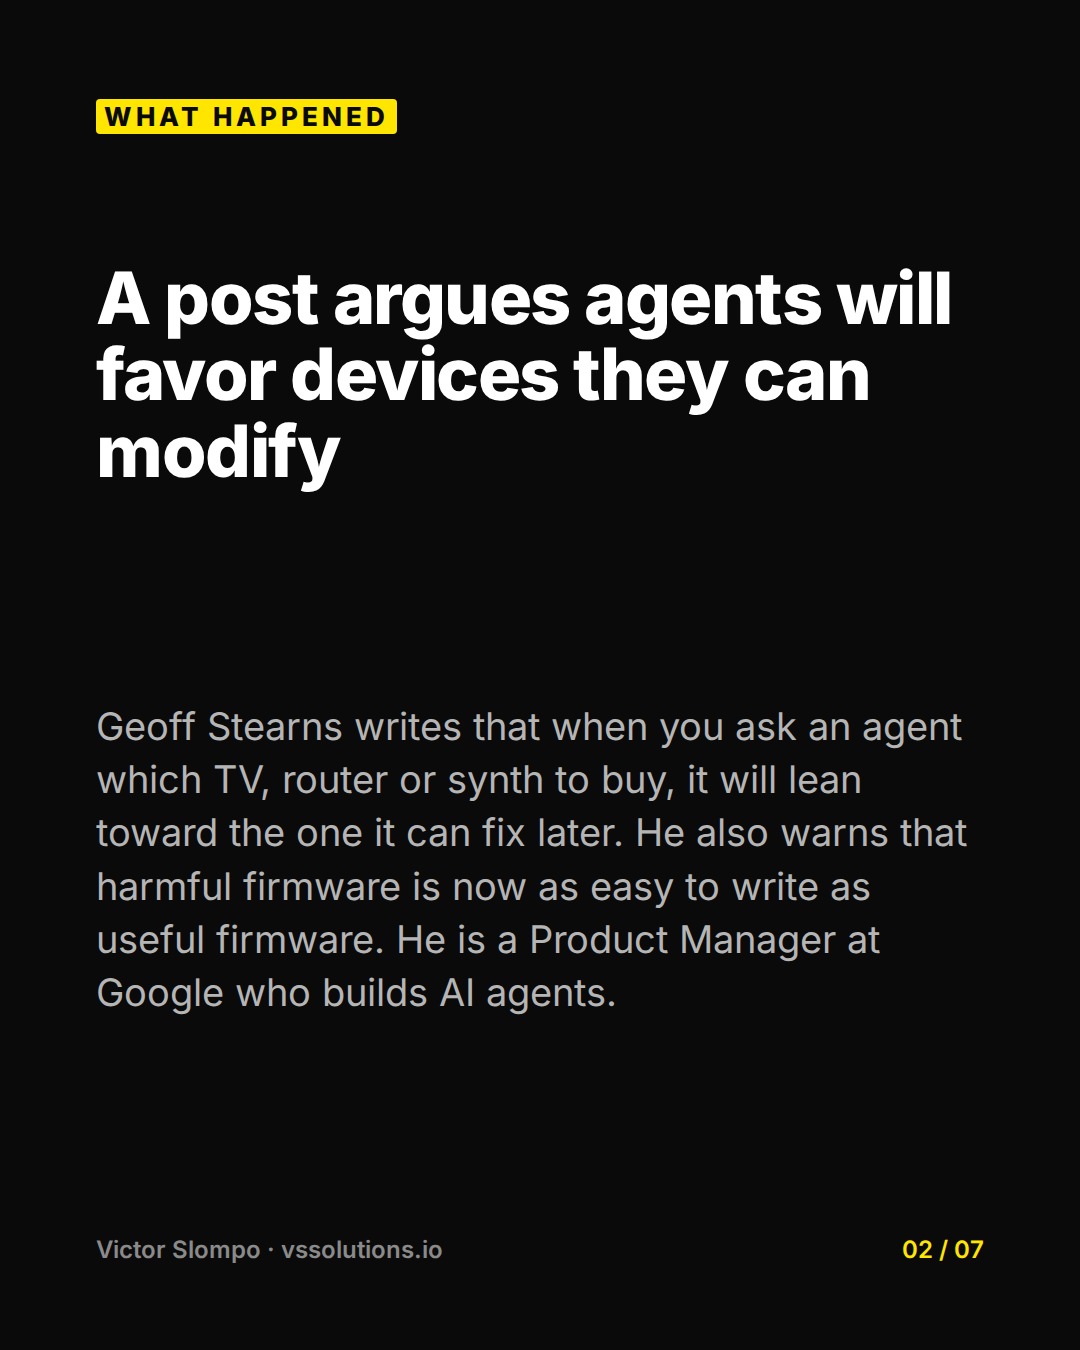 WHAT HAPPENED
A post argues agents will
favor devices they can
modify
Geoff Stearns writes that when you ask an agent
which TV, router or synth to buy, it will lean
toward the one it can fix later. He also warns that
harmful firmware is now as easy to write as
useful firmware. He is a Product Manager at
Google who builds AI agents.
Victor Slompo · vssolutions.io
02 / 07